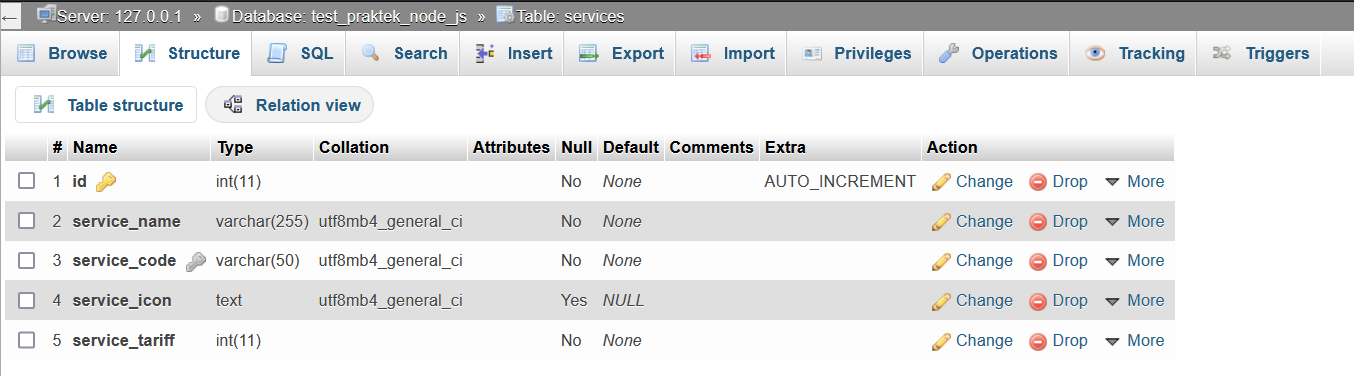 Server: 127.0.0.1 » Database: test_praktek_node_js » Table: services
Browse Structure SQL Search Insert Export Import Privileges Operations Tracking Triggers
Table structure Relation view
# Name Type Collation Attributes Null Default Comments Extra Action
1 id int(11) No None AUTO_INCREMENT Change Drop More
2 service_name varchar(255) utf8mb4_general_ci No None Change Drop More
3 service_code varchar(50) utf8mb4_general_ci No None Change Drop More
4 service_icon text utf8mb4_general_ci Yes NULL Change Drop More
5 service_tariff int(11) No None Change Drop More